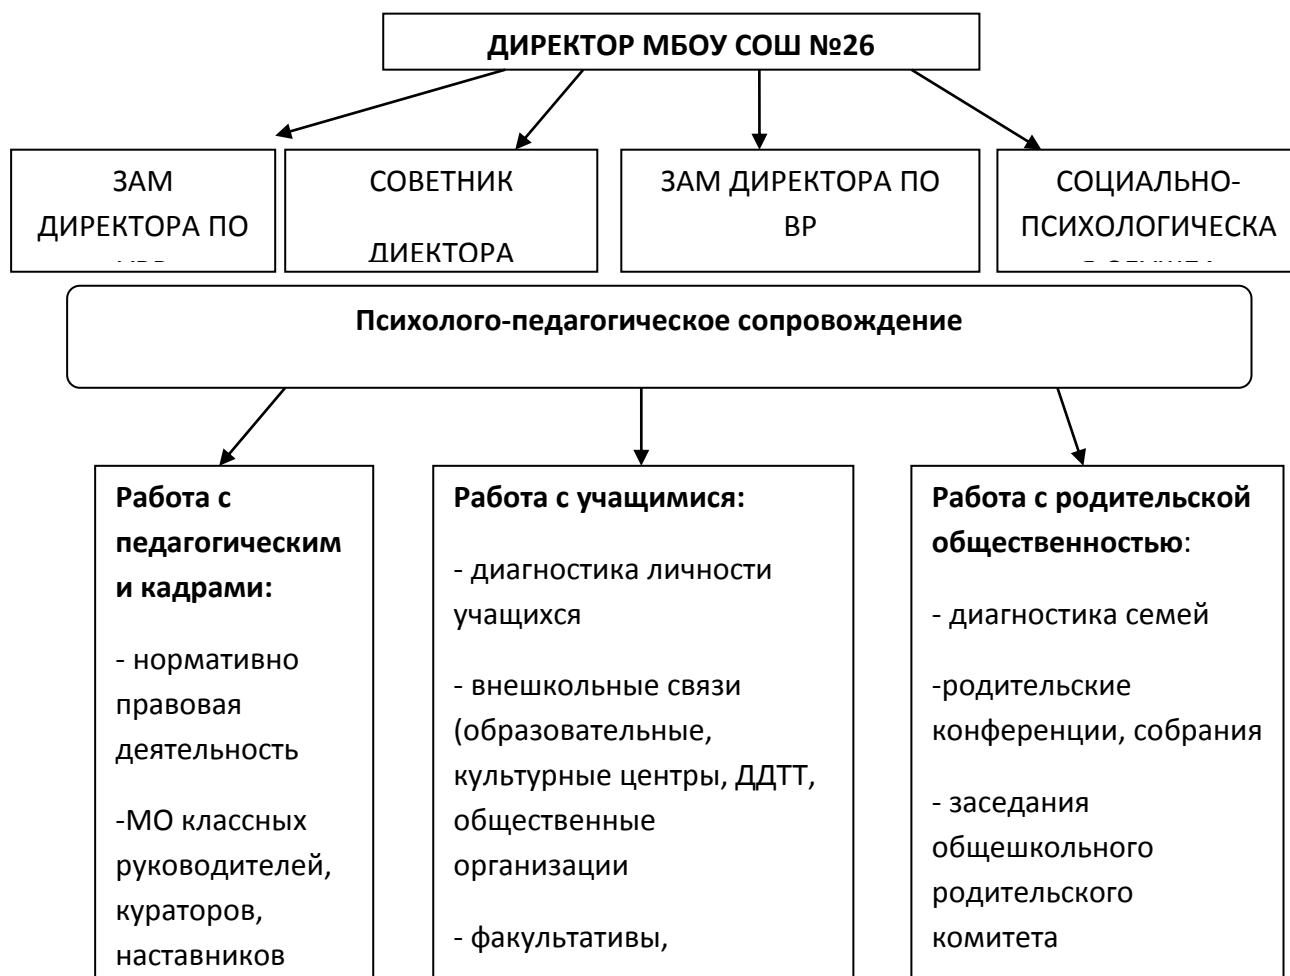 ДИРЕКТОР МБОУ СОШ №26
ЗАМ
ДИРЕКТОРА ПО
СОВЕТНИК
ДИЕКТОРА
ЗАМ ДИРЕКТОРА ПО
ВР
СОЦИАЛЬНО-
ПСИХОЛОГИЧЕСКА
Психолого-педагогическое сопровождение
Работа с
педагогическим
и кадрами:
- нормативно
правовая
деятельность
-МО классных
руководителей,
кураторов,
наставников
Работа с учащимися:
- диагностика личности
учащихся
- внешкольные связи
(образовательные,
культурные центры, ДДТТ,
общественные
организации
- факультативы,
Работа с родительской
общественностью:
- диагностика семей
-родительские
конференции, собрания
- заседания
общешкольного
родительского
комитета